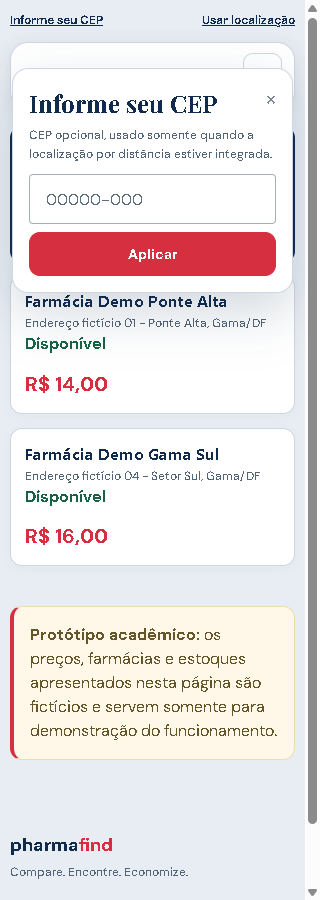 Informe seu CEP
Usar localização
Informe seu CEP
×
CEP opcional, usado somente quando a
localização por distância estiver integrada.
00000-000
Aplicar
Farmácia Demo Ponte Alta
Endereço fictício 01 - Ponte Alta, Gama/DF
Disponível
R$ 14,00
Farmácia Demo Gama Sul
Endereço fictício 04 - Setor Sul, Gama/DF
Disponível
R$ 16,00
Protótipo acadêmico: os
preços, farmácias e estoques
apresentados nesta página são
fictícios e servem somente para
demonstração do funcionamento.
pharmafind
Compare. Encontre. Economize.